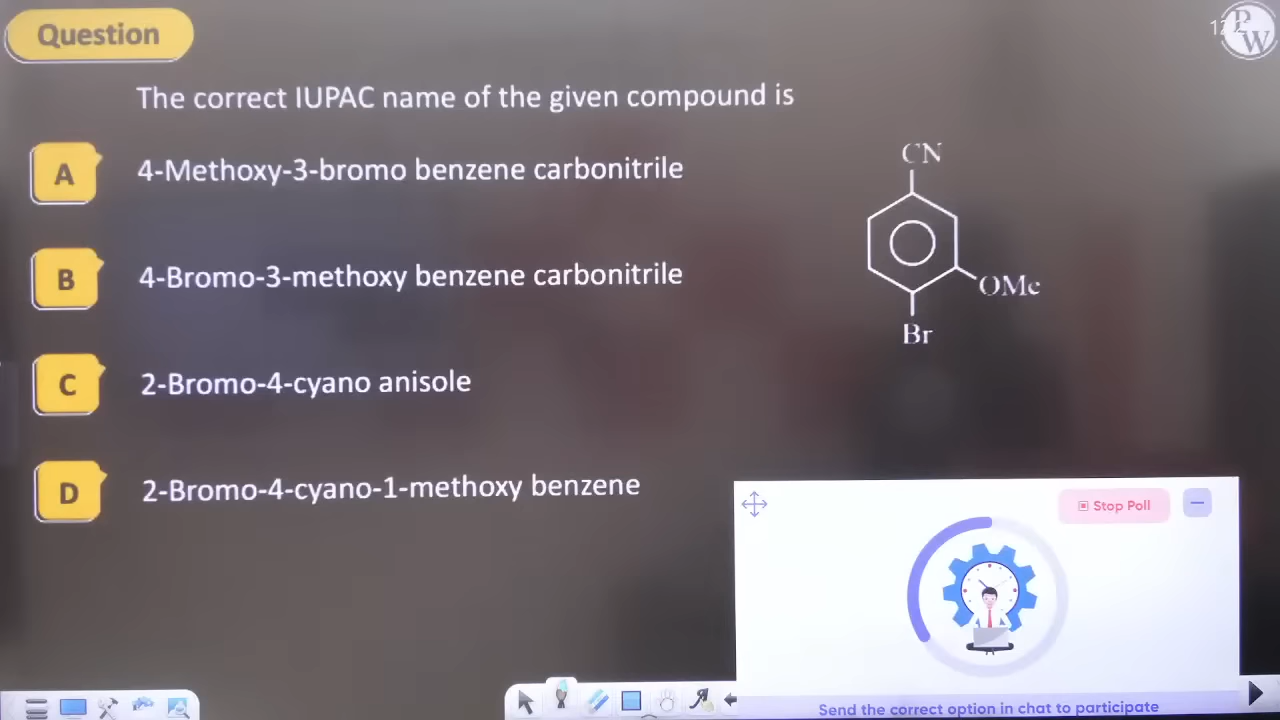 Question
The correct IUPAC name of the given compound is
A 4-Methoxy-3-bromo benzene carbonitrile
B 4-Bromo-3-methoxy benzene carbonitrile
C 2-Bromo-4-cyano anisole
D 2-Bromo-4-cyano-1-methoxy benzene
CN
OMe
Br
PW
Stop Poll
Send the correct option in chat to participate